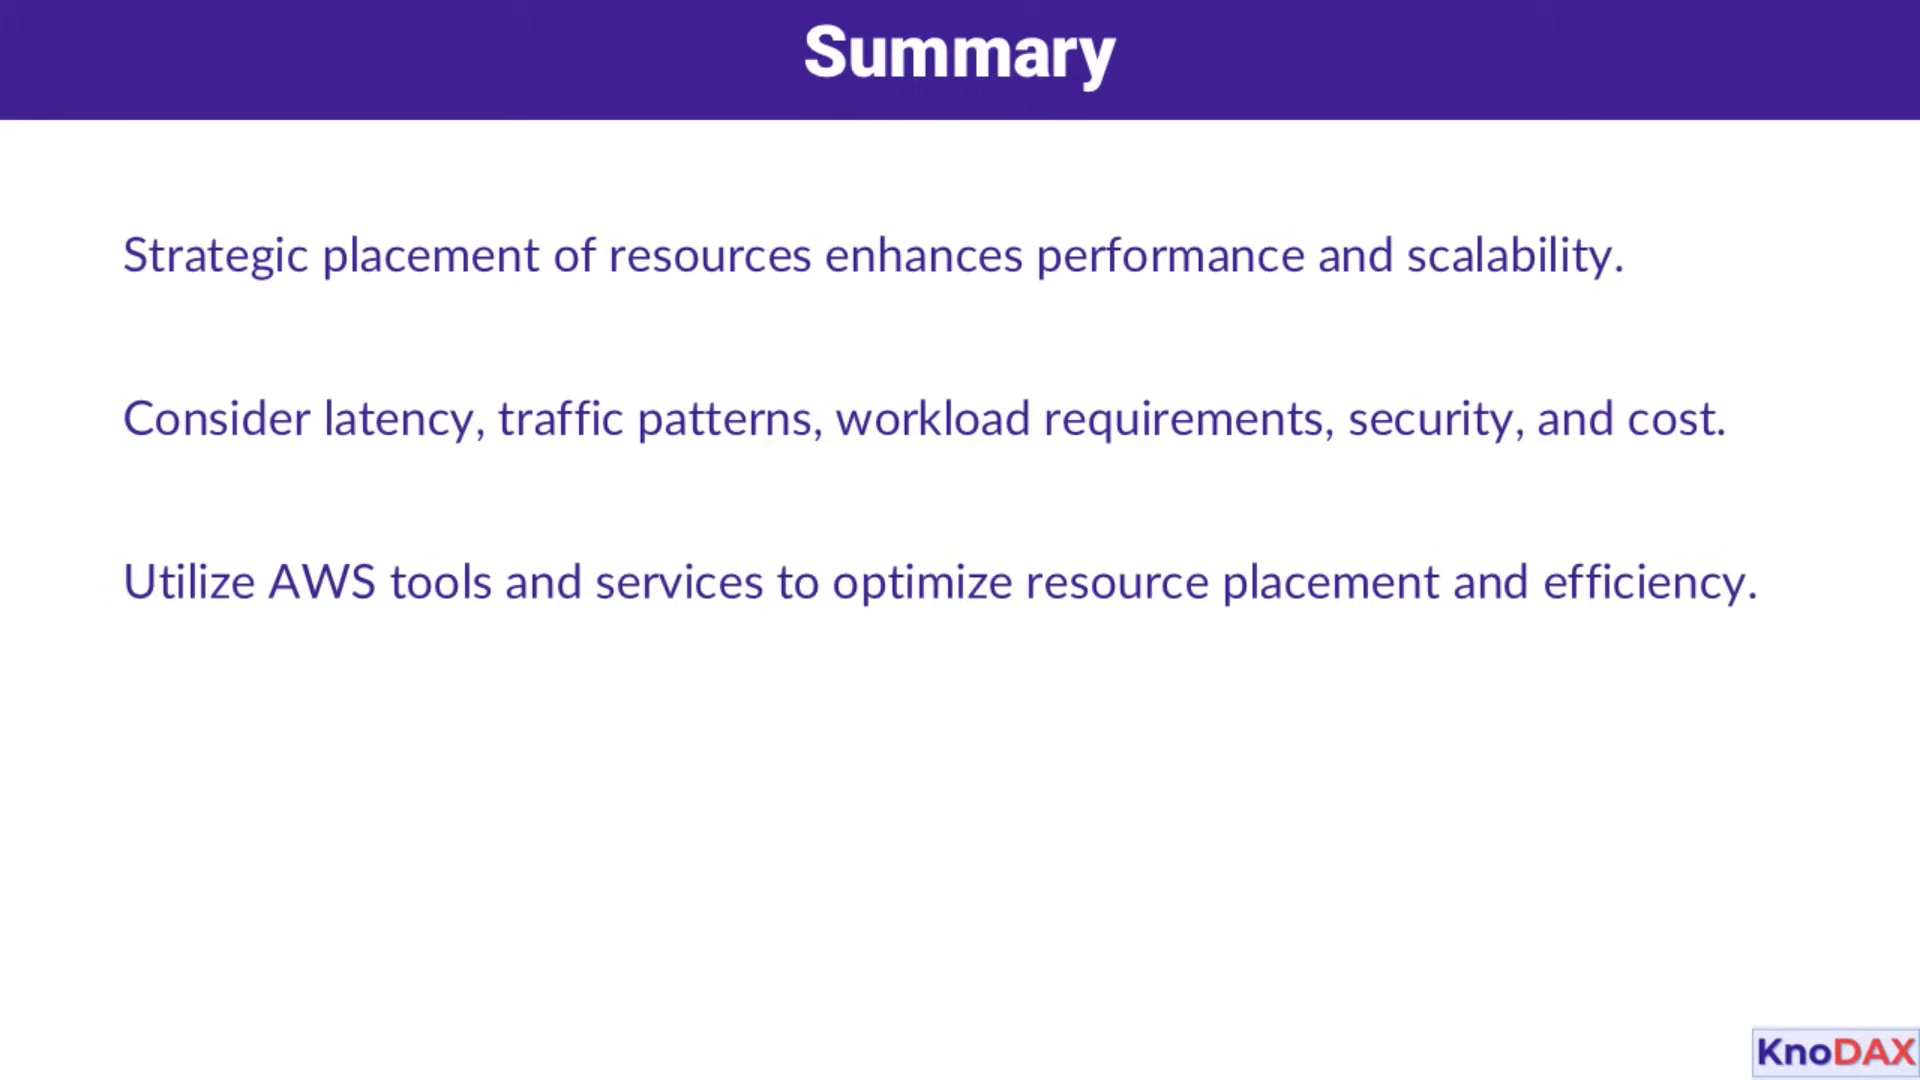 Summary
Strategic placement of resources enhances performance and scalability.
Consider latency, traffic patterns, workload requirements, security, and cost.
Utilize AWS tools and services to optimize resource placement and efficiency.
KnoDAX